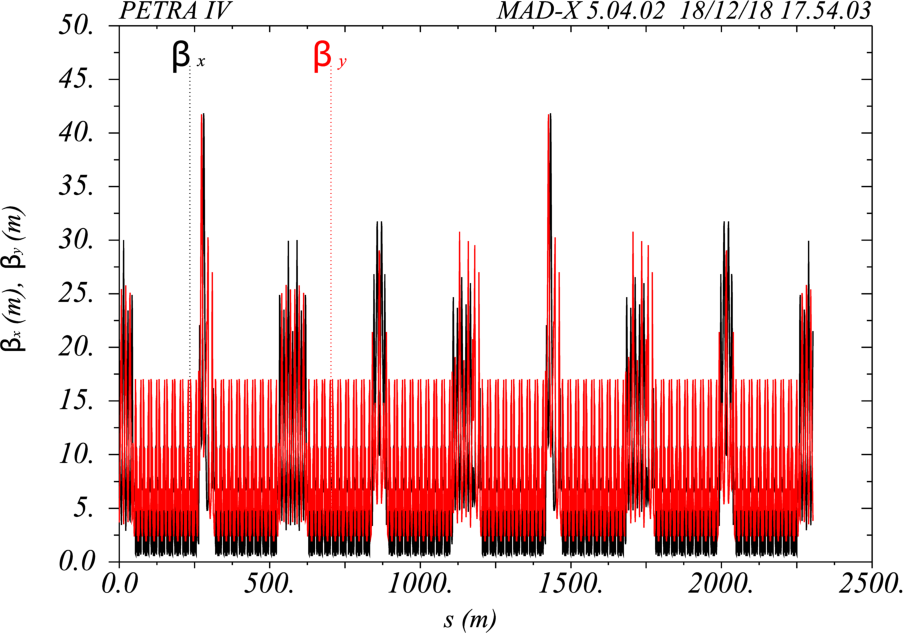 PETRA IV MAD-X 5.04.02 18/12/18 17.54.03
50.
βx βy
45.
40.
35.
30.
25.
20.
15.
10.
5.
0.0
βx (m), βy (m)
0.0 500. 1000. 1500. 2000. 2500.
s (m)